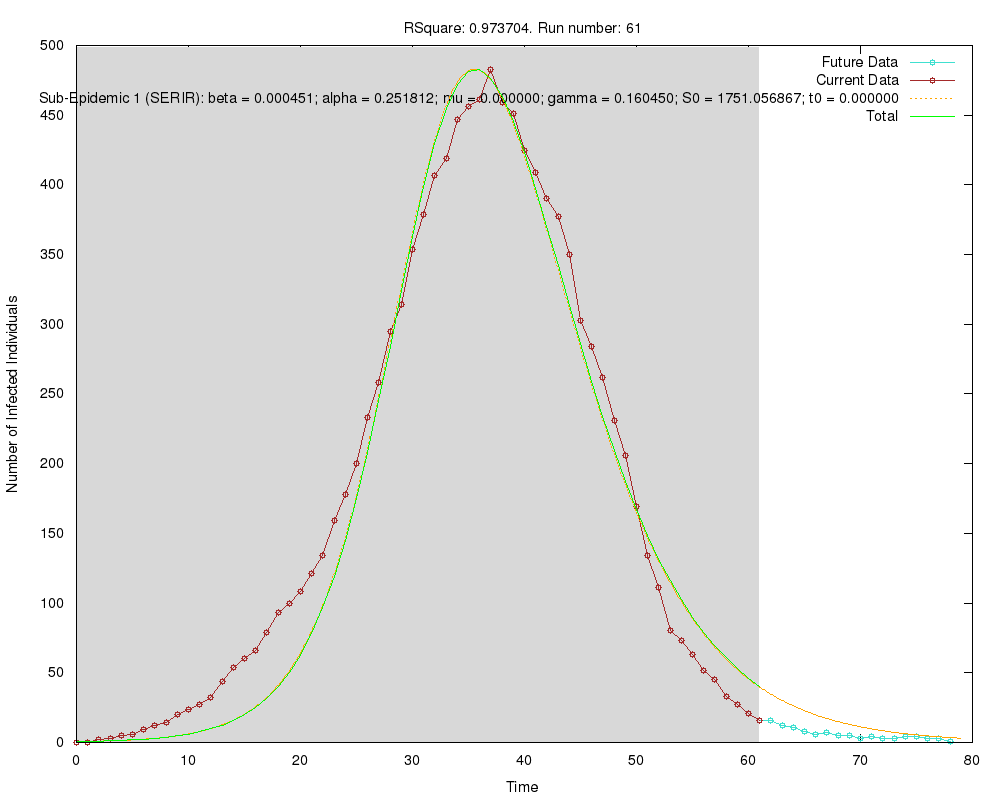 RSquare: 0.973704. Run number: 61
500
450
400
350
300
250
200
150
100
50
0
Number of Infected Individuals
Future Data
Current Data
Sub-Epidemic 1 (SERIR): beta = 0.000451; alpha = 0.251812; mu = 0.000000; gamma = 0.160450; S0 = 1751.056867; t0 = 0.000000
Total
0 10 20 30 40 50 60 70 80
Time